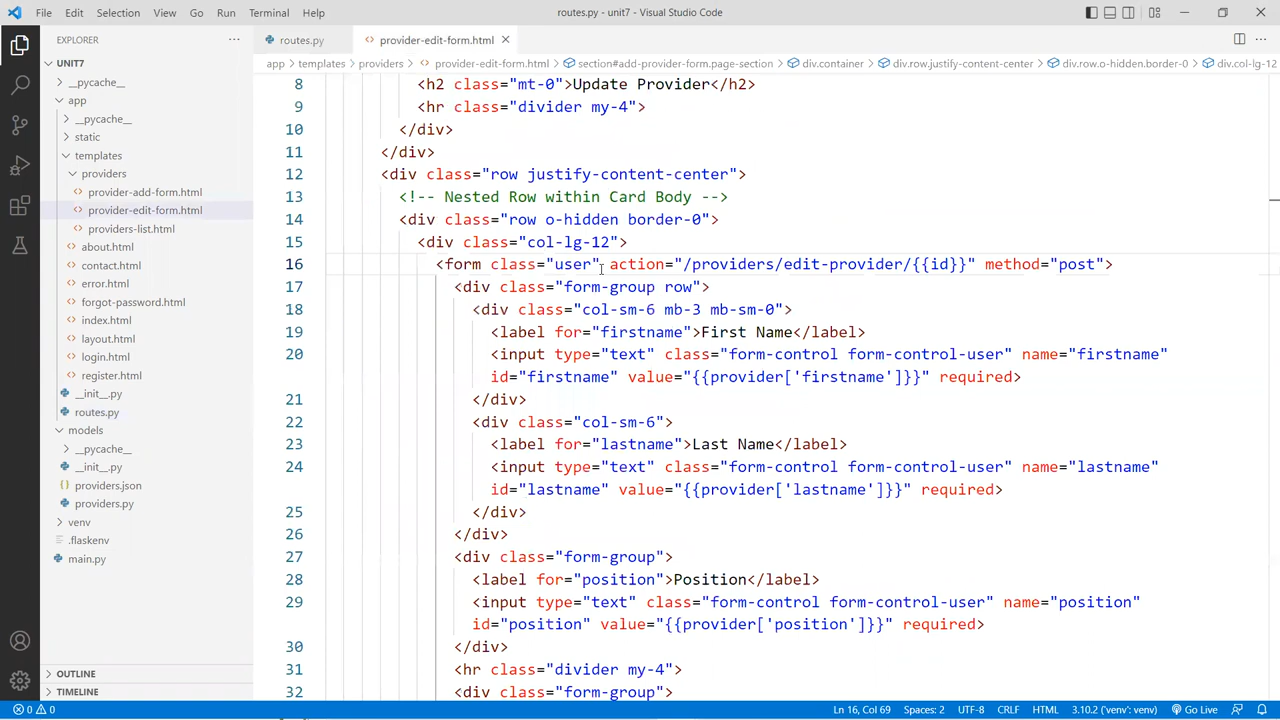 File Edit Selection View Go Run Terminal Help
routes.py - unit7 - Visual Studio Code
EXPLORER
routes.py
provider-edit-form.html
app > templates > providers > provider-edit-form.html > section#add-provider-form.page-section > div.container > div.row.justify-content-center > div.row.o-hidden.border-0 > div.col-lg-12
UNIT7
__pycache__
app
__pycache__
static
templates
providers
provider-add-form.html
provider-edit-form.html
providers-list.html
about.html
contact.html
error.html
forgot-password.html
index.html
layout.html
login.html
register.html
__init__.py
routes.py
models
__pycache__
__init__.py
providers.json
providers.py
venv
.flaskenv
main.py
OUTLINE
TIMELINE
8 <h2 class="mt-0">Update Provider</h2>
9 <hr class="divider my-4">
10 </div>
11 </div>
12 <div class="row justify-content-center">
13 <!-- Nested Row within Card Body -->
14 <div class="row o-hidden border-0">
15 <div class="col-lg-12">
16 <form class="user" action="/providers/edit-provider/{{id}}" method="post">
17 <div class="form-group row">
18 <div class="col-sm-6 mb-3 mb-sm-0">
19 <label for="firstname">First Name</label>
20 <input type="text" class="form-control form-control-user" name="firstname"
id="firstname" value="{{provider['firstname']}}" required>
21 </div>
22 <div class="col-sm-6">
23 <label for="lastname">Last Name</label>
24 <input type="text" class="form-control form-control-user" name="lastname"
id="lastname" value="{{provider['lastname']}}" required>
25 </div>
26 </div>
27 <div class="form-group">
28 <label for="position">Position</label>
29 <input type="text" class="form-control form-control-user" name="position"
id="position" value="{{provider['position']}}" required>
30 </div>
31 <hr class="divider my-4">
32 <div class="form-group">
0 0
Ln 16, Col 69 Spaces: 2 UTF-8 CRLF HTML 3.10.2 ('venv': venv) Go Live